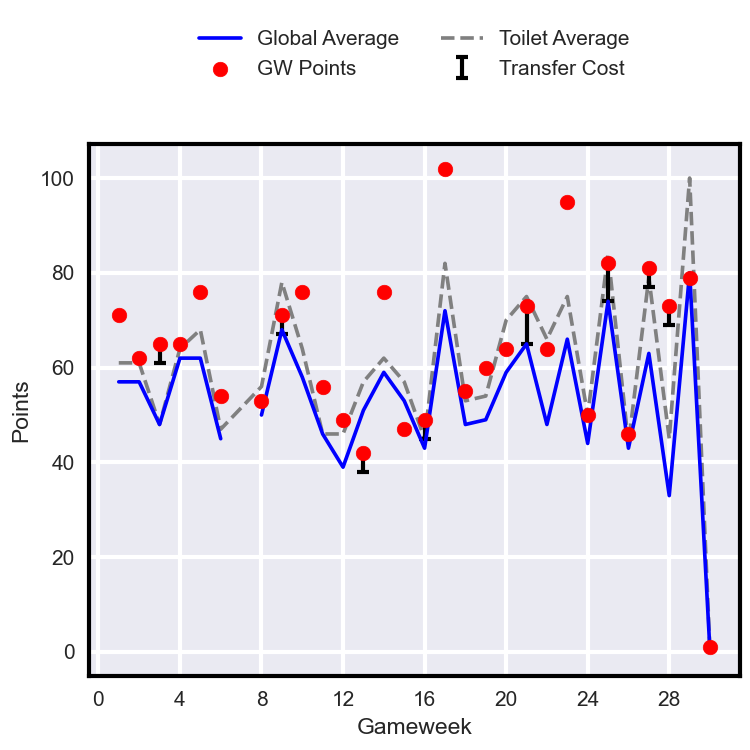 Global Average
GW Points
Toilet Average
Transfer Cost
100
80
60
40
20
0
Points
0 4 8 12 16 20 24 28
Gameweek